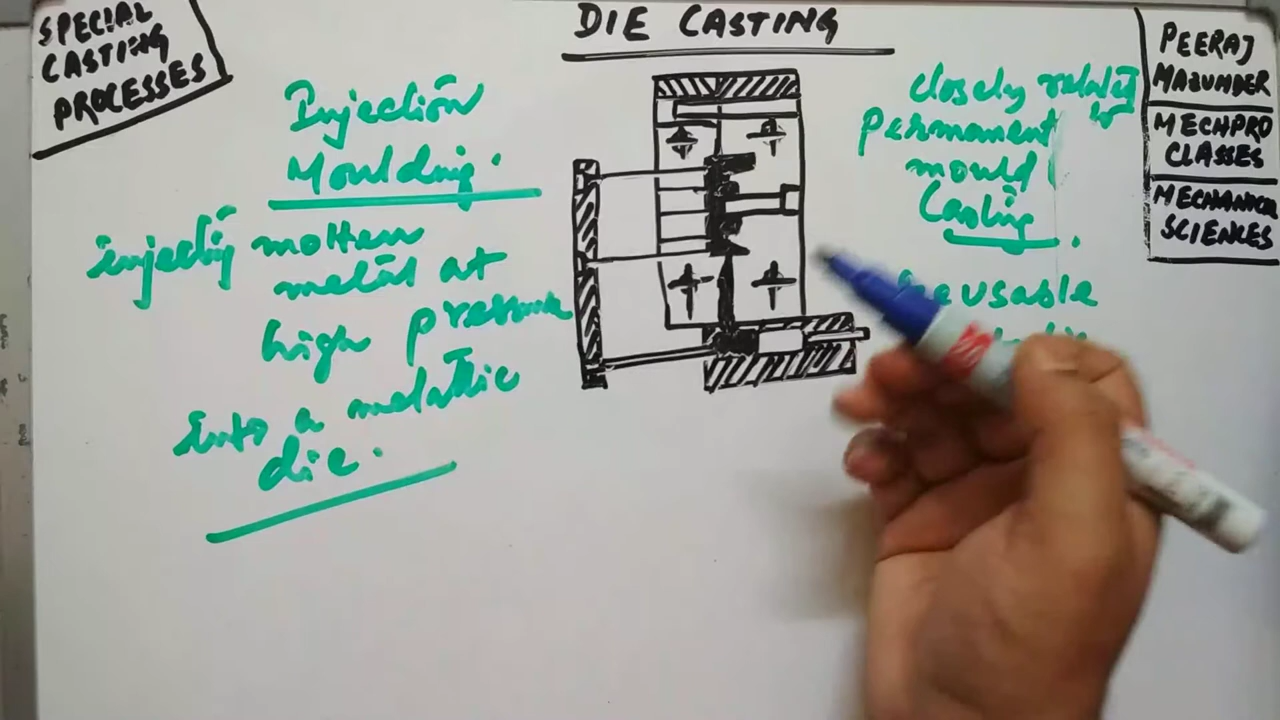 SPECIAL
CASTING
PROCESSES
DIE CASTING
PEERAJ
MAZUMDER
MECHPRO
CLASSES
MECHANICAL
SCIENCES
Injection
Moulding.
injecting molten
metal at
high pressure
into a metallic
die.
closely related
to
permanent
mould
Casting.